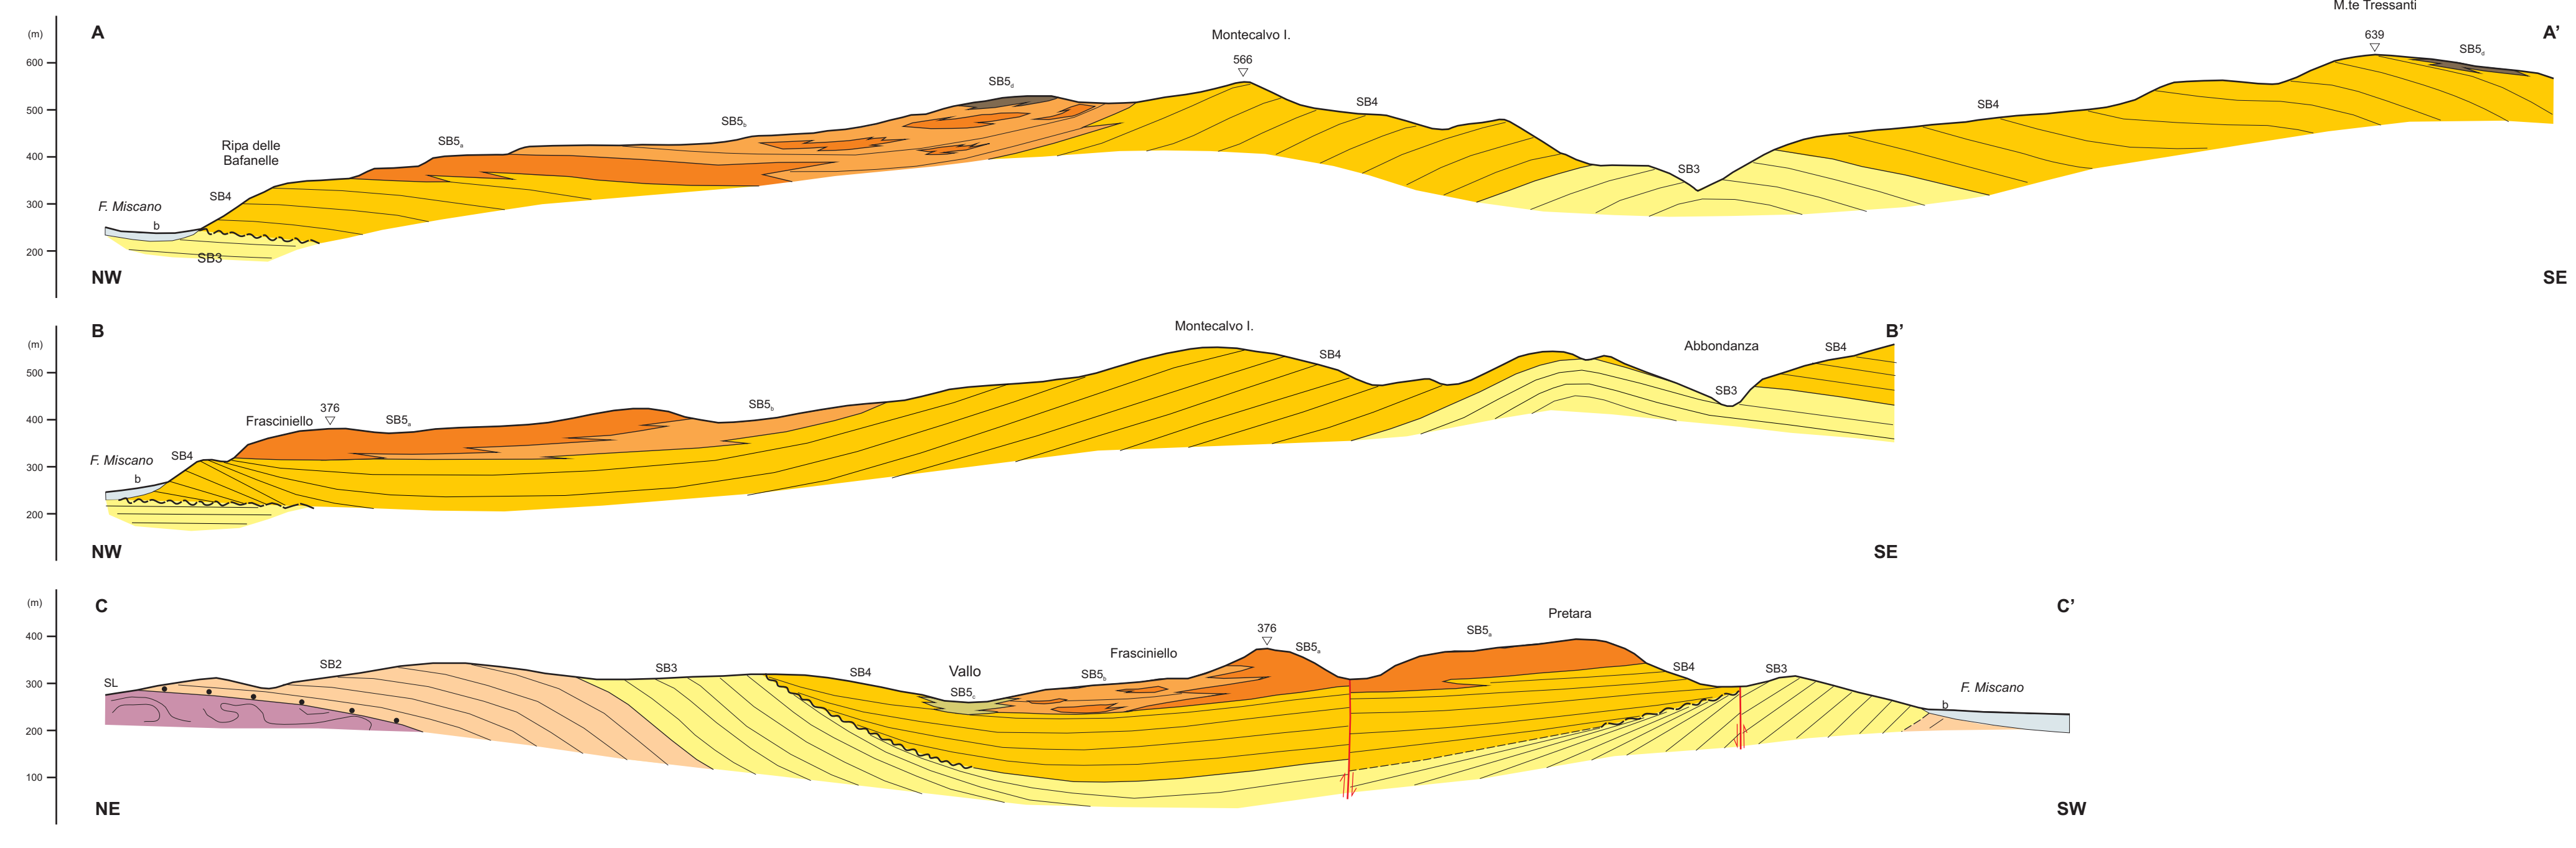 M.te Tressanti
A
(m)
Montecalvo I.
639
A’
SB5d
600
566
SB5d
500
SB4
SB4
SB5b
Ripa delle
Bafanelle
SB5a
400
SB3
SB4
300
F. Miscano
b
200
SB3
NW
SE
B
Montecalvo I.
B’
(m)
Abbondanza
SB4
SB4
500
SB3
376
SB5b
Frasciniello
SB5a
400
F. Miscano
SB4
300
b
200
NW
SE
C
(m)
C’
Pretara
400
376
SB5a
SB5a
Frasciniello
SB2
SB3
SB4
Vallo
SB5b
SB4
SB3
300
SL
SB5c
F. Miscano
b
200
100
NE
SW